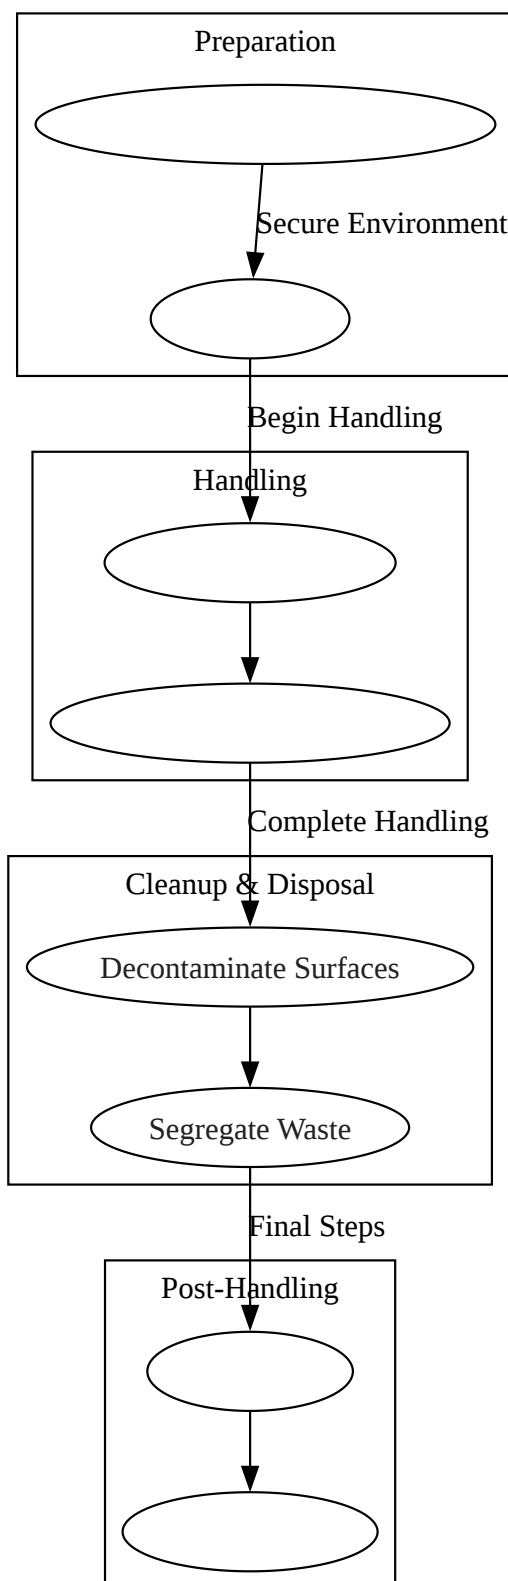 Preparation
Secure Environment
Begin Handling
Handling
Complete Handling
Cleanup & Disposal
Decontaminate Surfaces
Segregate Waste
Final Steps
Post-Handling